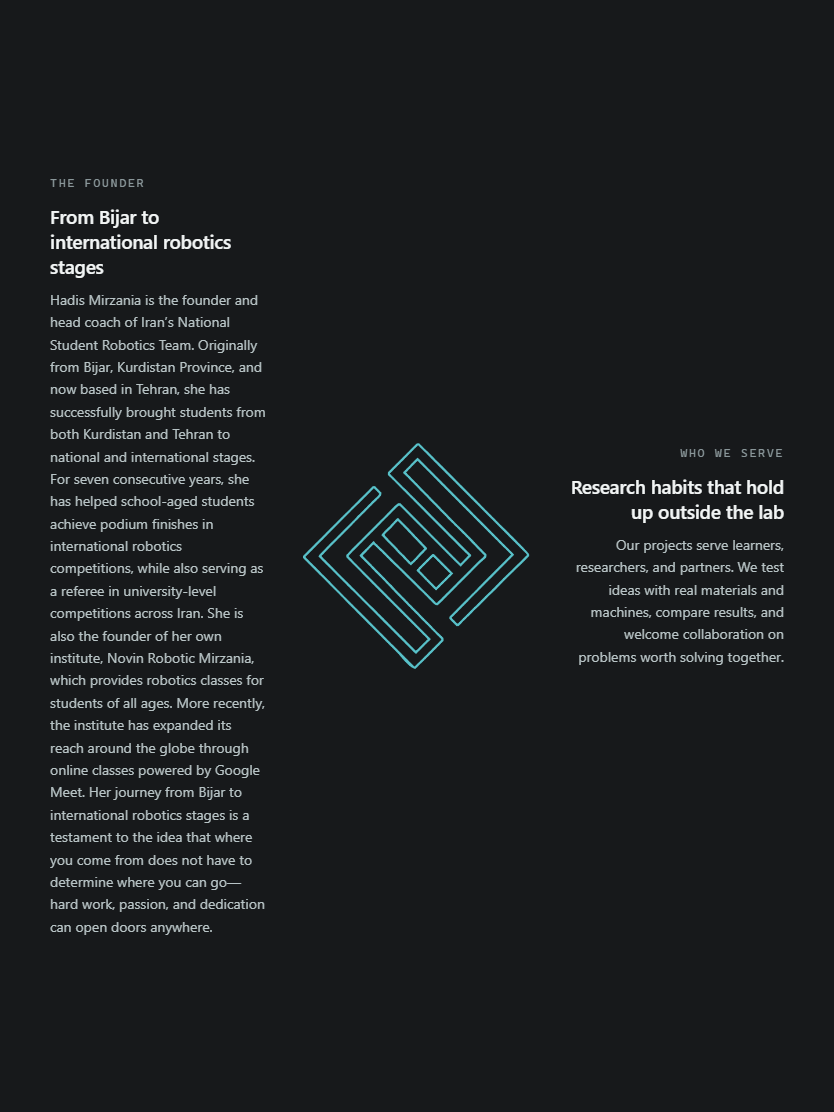 THE FOUNDER
From Bijar to
international robotics
stages
Hadis Mirzania is the founder and
head coach of Iran's National
Student Robotics Team. Originally
from Bijar, Kurdistan Province, and
now based in Tehran, she has
successfully brought students from
both Kurdistan and Tehran to
national and international stages.
For seven consecutive years, she
has helped school-aged students
achieve podium finishes in
international robotics
competitions, while also serving as
a referee in university-level
competitions across Iran. She is
also the founder of her own
institute, Novin Robotic Mirzania,
which provides robotics classes for
students of all ages. More recently,
the institute has expanded its
reach around the globe through
online classes powered by Google
Meet. Her journey from Bijar to
international robotics stages is a
testament to the idea that where
you come from does not have to
determine where you can go—
hard work, passion, and dedication
can open doors anywhere.
WHO WE SERVE
Research habits that hold
up outside the lab
Our projects serve learners,
researchers, and partners. We test
ideas with real materials and
machines, compare results, and
welcome collaboration on
problems worth solving together.